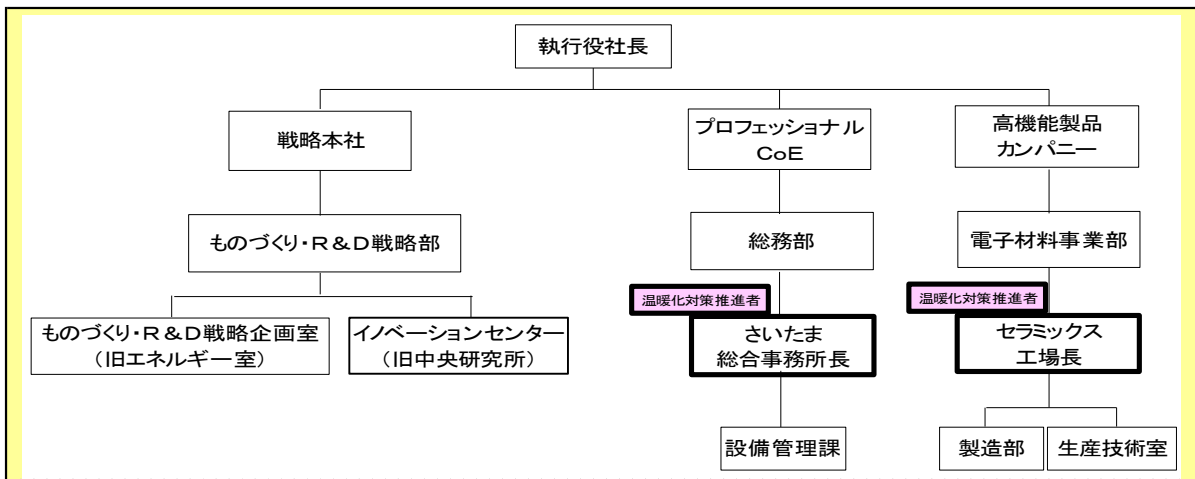 執行役社長
戦略本社
プロフェッショナル
CoE
高機能製品
カンパニー
ものづくり・R&D戦略部
総務部
電子材料事業部
温暖化対策推進者
温暖化対策推進者
ものづくり・R&D戦略企画室
(旧エネルギー室)
イノベーションセンター
(旧中央研究所)
さいたま
総合事務所長
セラミックス
工場長
設備管理課
製造部
生産技術室